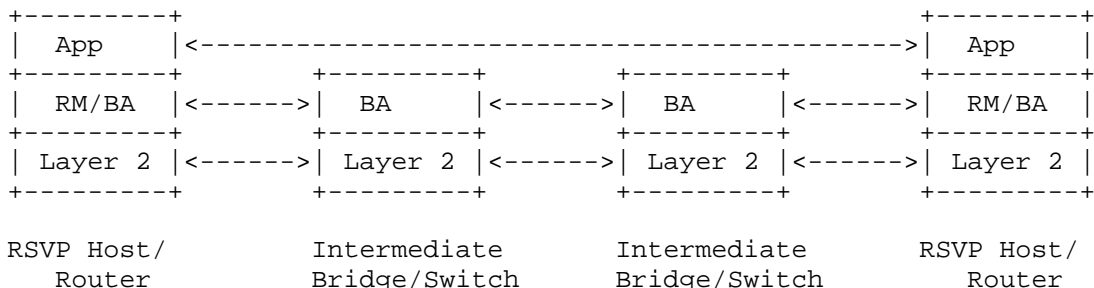 +---------+                                              +---------+
|  App    |<-------------------------------------------->|  App    |
+---------+         +---------+        +---------+       +---------+
|  RM/BA  |<------>|  BA     |<------>|  BA     |<------>|  RM/BA  |
+---------+         +---------+        +---------+       +---------+
| Layer 2 |<------>| Layer 2 |<------>| Layer 2 |<------>| Layer 2 |
+---------+         +---------+        +---------+       +---------+
RSVP Host/         Intermediate       Intermediate       RSVP Host/
Router          Bridge/Switch      Bridge/Switch         Router